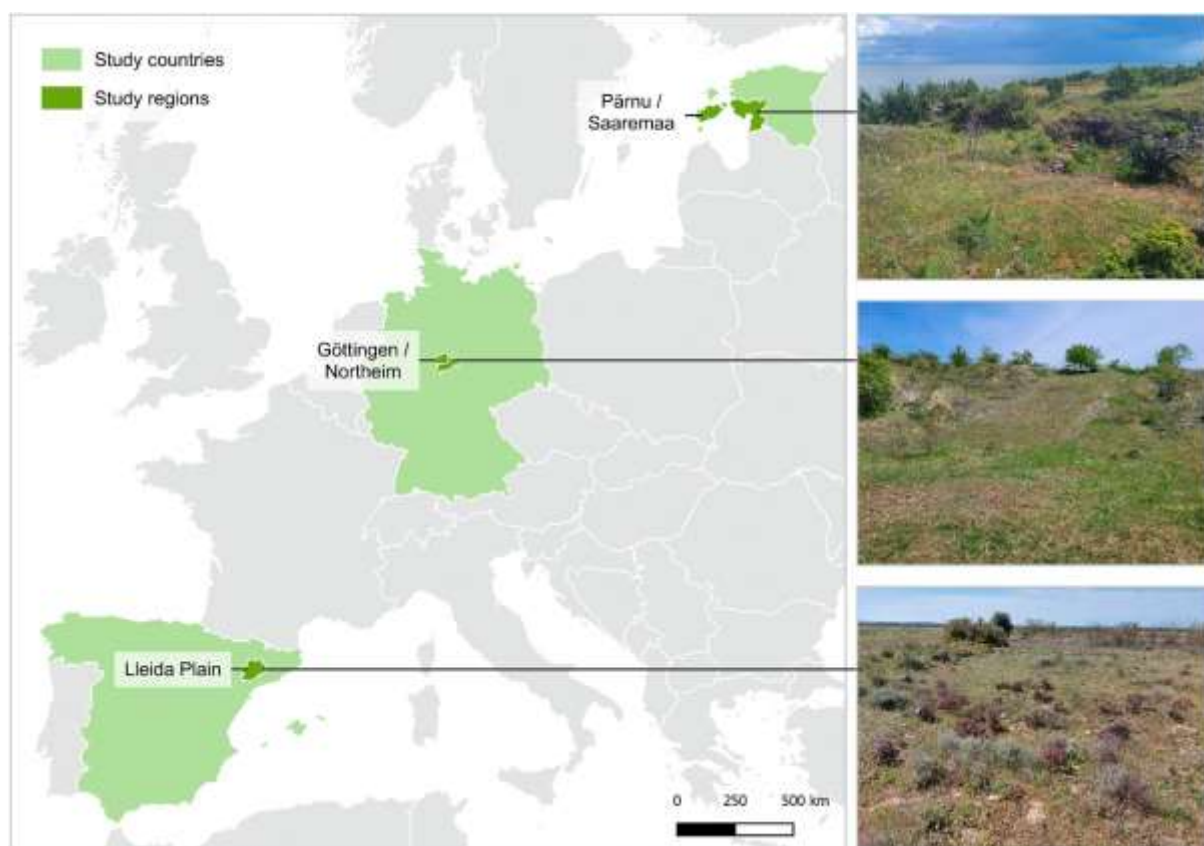 Study countries
Study regions
Pärnu /
Saaremaa
Göttingen /
Northeim
Lleida Plain
0 250 500 km